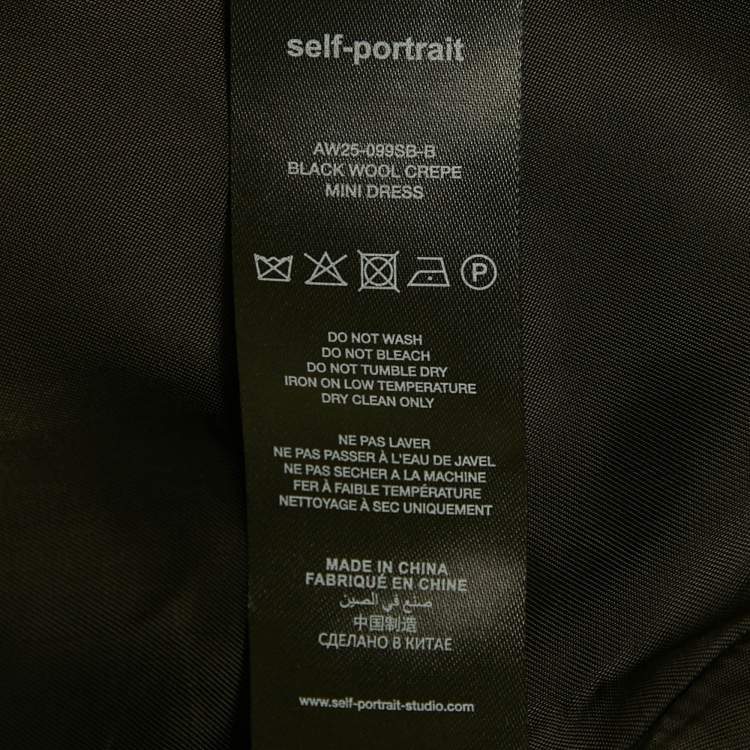 self-portrait
AW25-099SB-B
BLACK WOOL CREPE
MINI DRESS
P
DO NOT WASH
DO NOT BLEACH
DO NOT TUMBLE DRY
IRON ON LOW TEMPERATURE
DRY CLEAN ONLY
NE PAS LAVER
NE PAS PASSER À L'EAU DE JAVEL
NE PAS SECHER A LA MACHINE
FER À FAIBLE TEMPÉRATURE
NETTOYAGE À SEC UNIQUEMENT
MADE IN CHINA
FABRIQUÉ EN CHINE
صنع في الصين
中国制造
СДЕЛАНО В КИТАЕ
www.self-portrait-studio.com